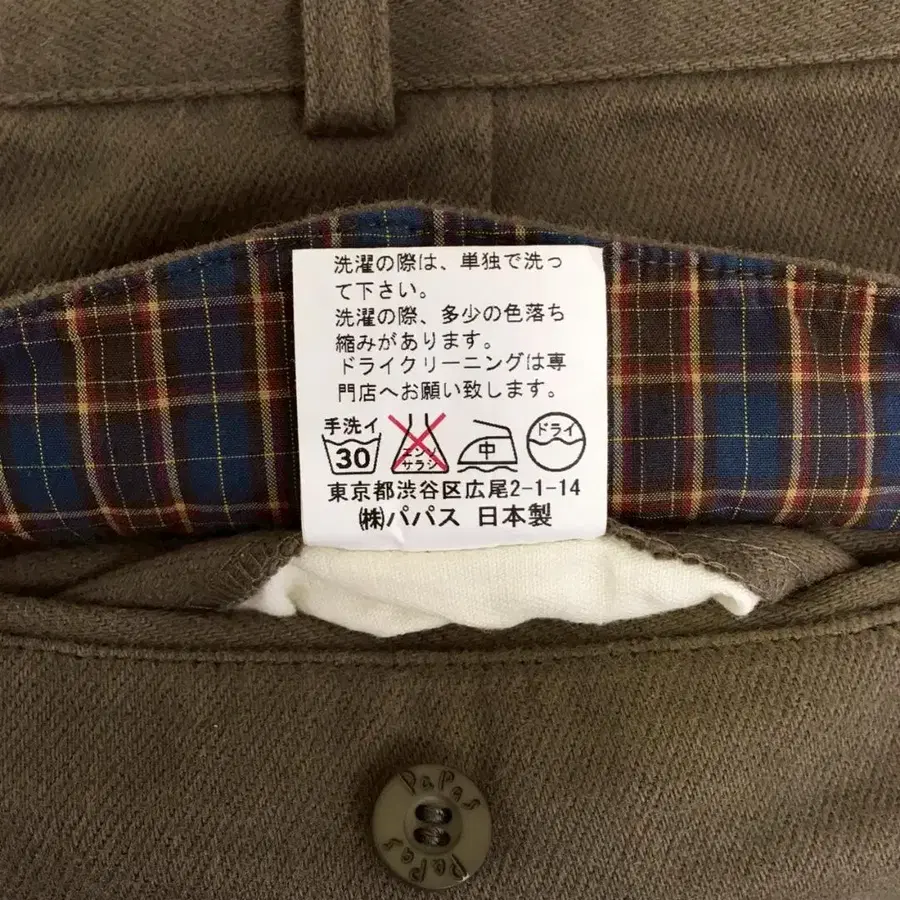 洗濯の際は、単独で洗っ
て下さい。
洗濯の際、多少の色落ち
縮みがあります。
ドライクリーニングは専
門店へお願い致します。
手洗イ
30
エンソ
サラシ
中
ドライ
東京都渋谷区広尾2-1-14
㈱パパス 日本製
PaPas
PaPas